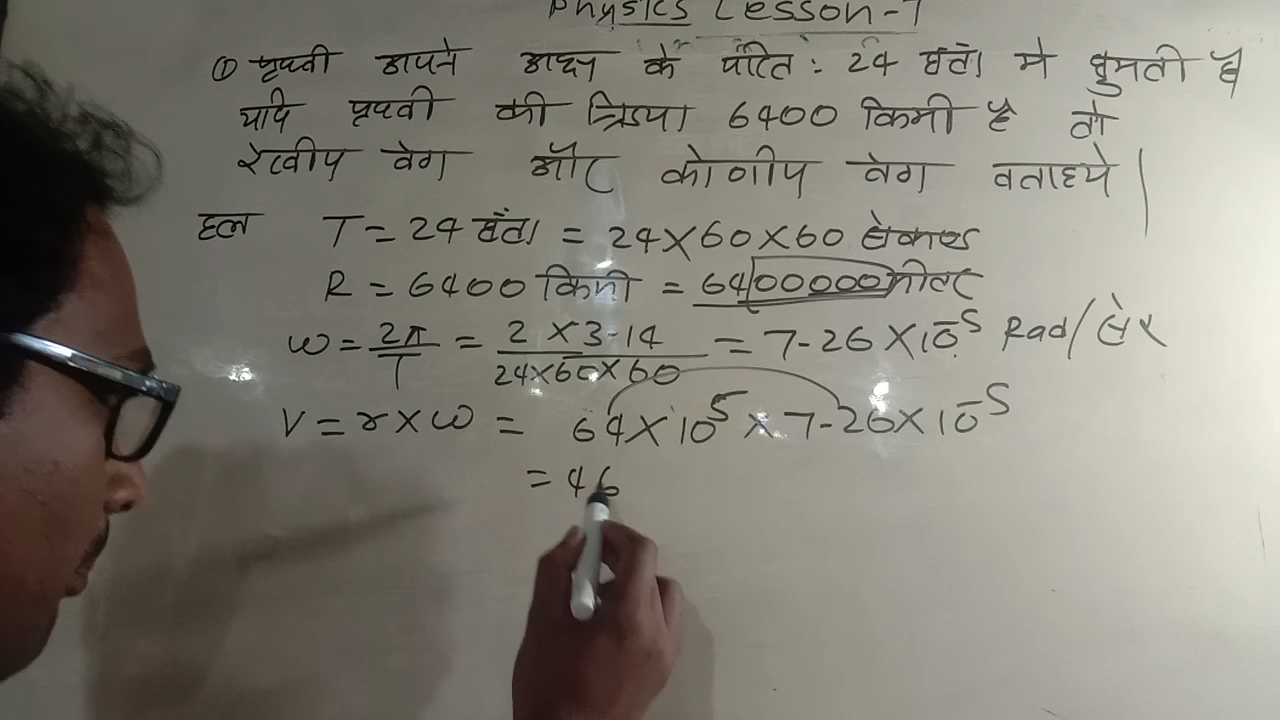 Physics Lesson-1
① पृथ्वी अपने अक्ष के परित: 24 घंटा मे घुमती है
यदि पृथ्वी की त्रिज्या 6400 किमी है तो
रेखीय वेग और कोणीय वेग बताइये |
हल T = 24 घंटा = 24×60×60 सेकण्ड
R = 6400 किमी = 6400000 मीटर
ω = 2π/T = 2 × 3.14 / 24×60×60 = 7.26 × 10⁻⁵ Rad/से॰
V = r × ω = 64 × 10⁵ × 7.26 × 10⁻⁵
= 46